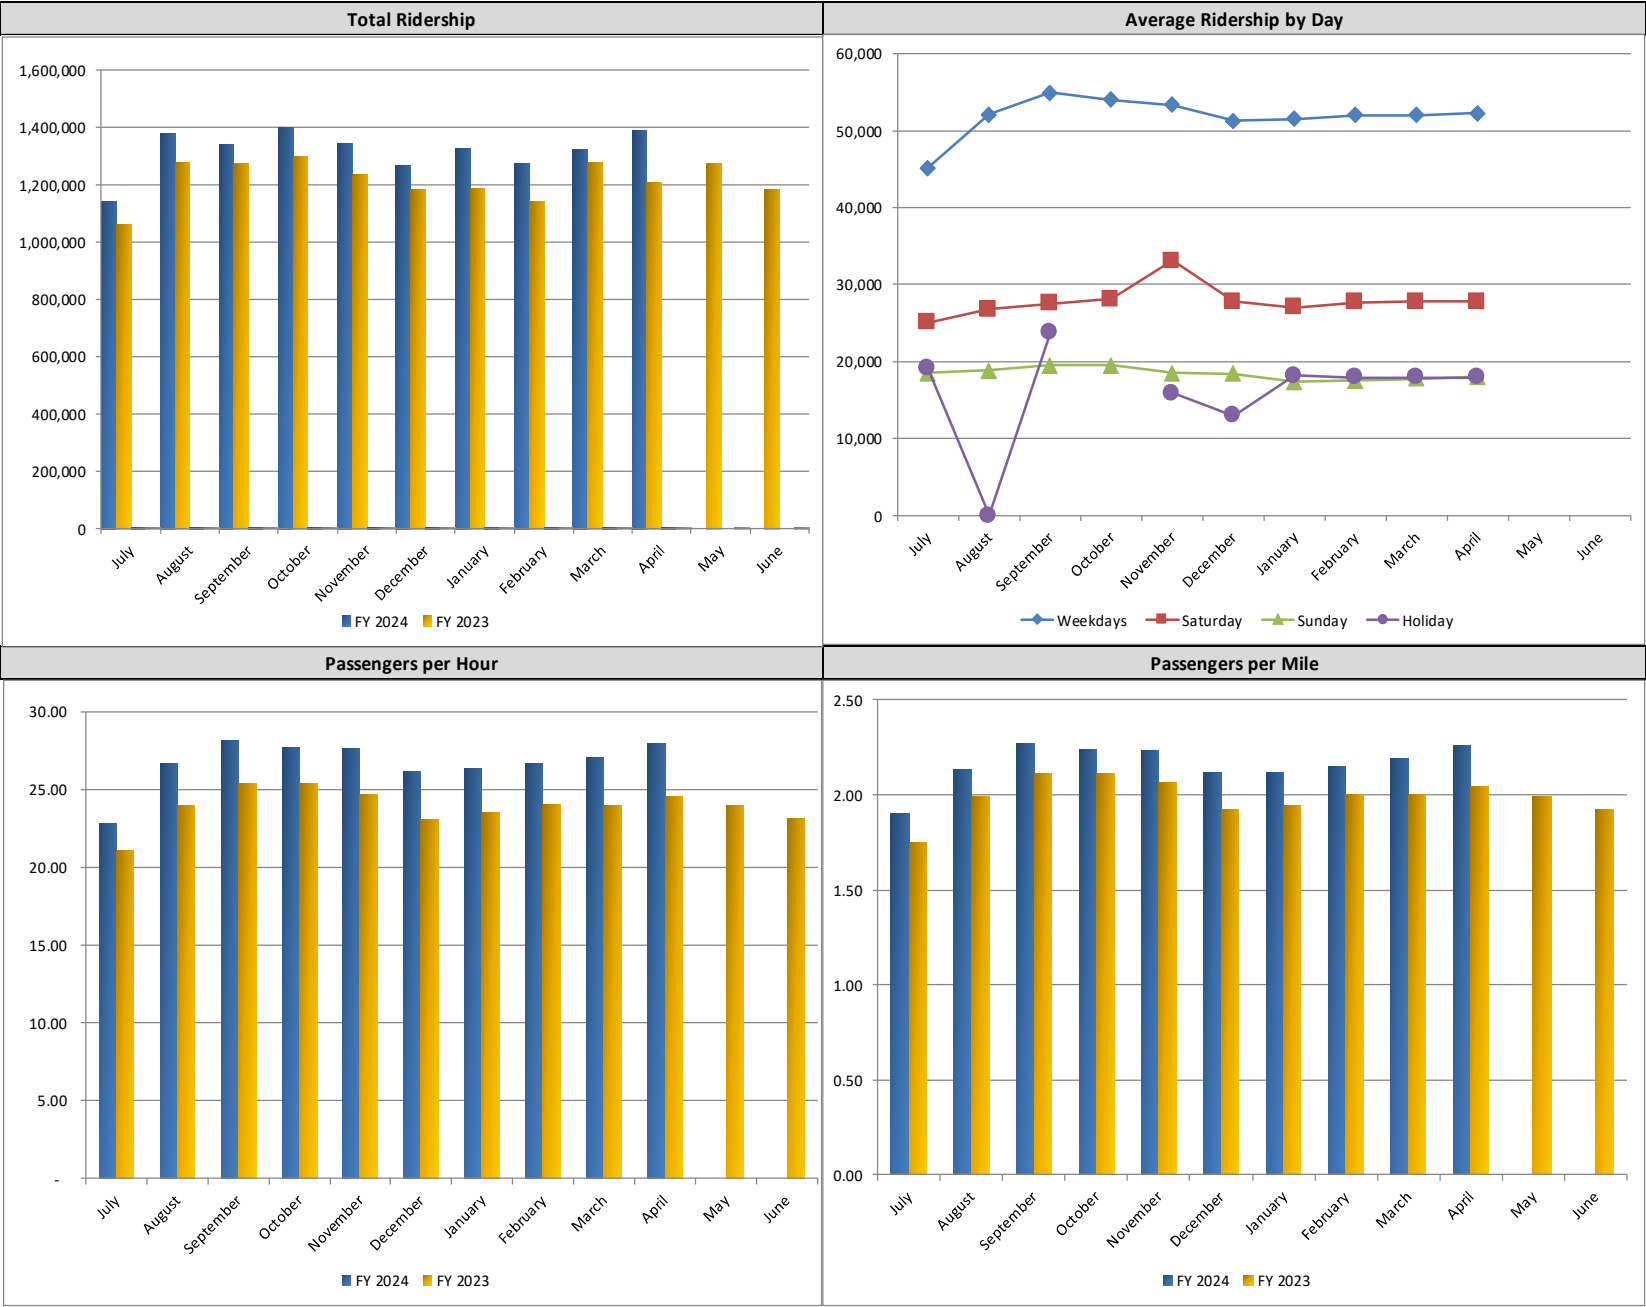 Total Ridership
1,600,000
1,400,000
1,200,000
1,000,000
800,000
600,000
400,000
200,000
0
July August September October November December January February March April May June
FY 2024 FY 2023
Average Ridership by Day
60,000
50,000
40,000
30,000
20,000
10,000
0
July August September October November December January February March April May June
Weekdays Saturday Sunday Holiday
Passengers per Hour
30.00
25.00
20.00
15.00
10.00
5.00
-
July August September October November December January February March April May June
FY 2024 FY 2023
Passengers per Mile
2.50
2.00
1.50
1.00
0.50
0.00
July August September October November December January February March April May June
FY 2024 FY 2023